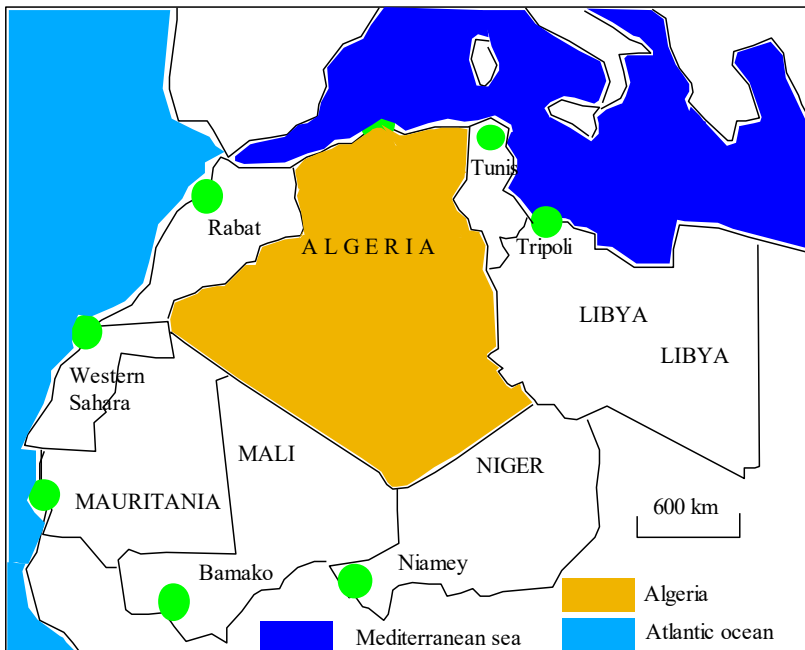 Tunis
Rabat
A L G E R I A
Tripoli
LIBYA
LIBYA
Western
Sahara
MALI
NIGER
MAURITANIA
600 km
Bamako
Niamey
Algeria
Mediterranean sea
Atlantic ocean